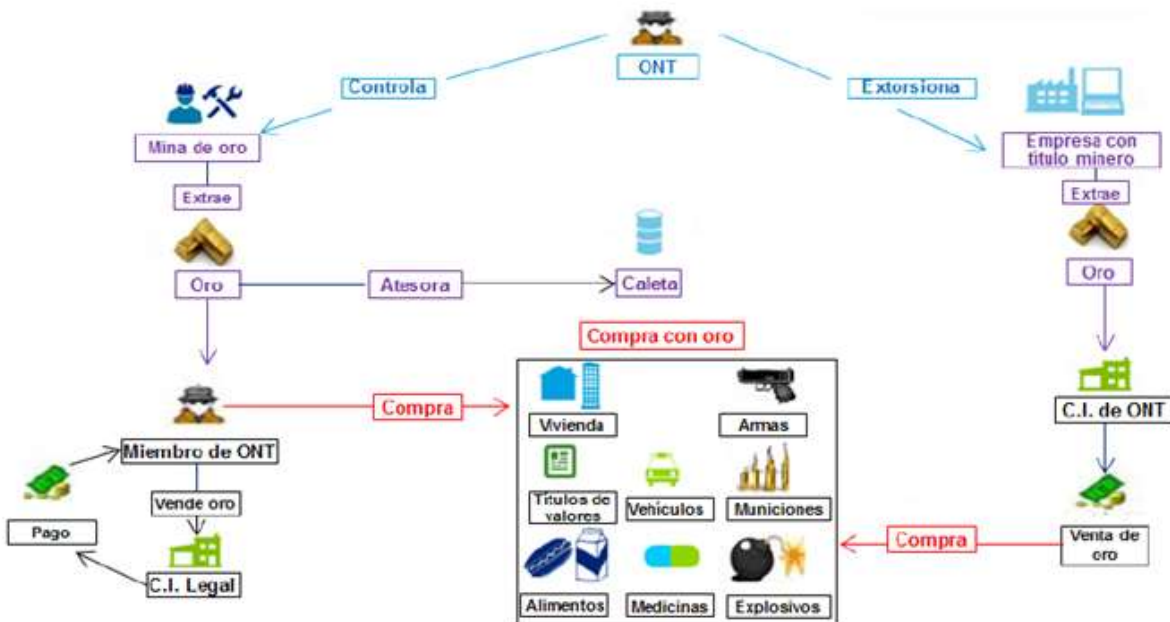 ONT
Controla
Extorsiona
Mina de oro
Empresa con
título minero
Extrae
Extrae
Oro
Atesora
Caleta
Oro
Compra con oro
Compra
Vivienda
Armas
C.I. de ONT
Miembro de ONT
Títulos de
valores
Vehículos
Municiones
Vende oro
Pago
Compra
Venta de
oro
C.I. Legal
Alimentos
Medicinas
Explosivos